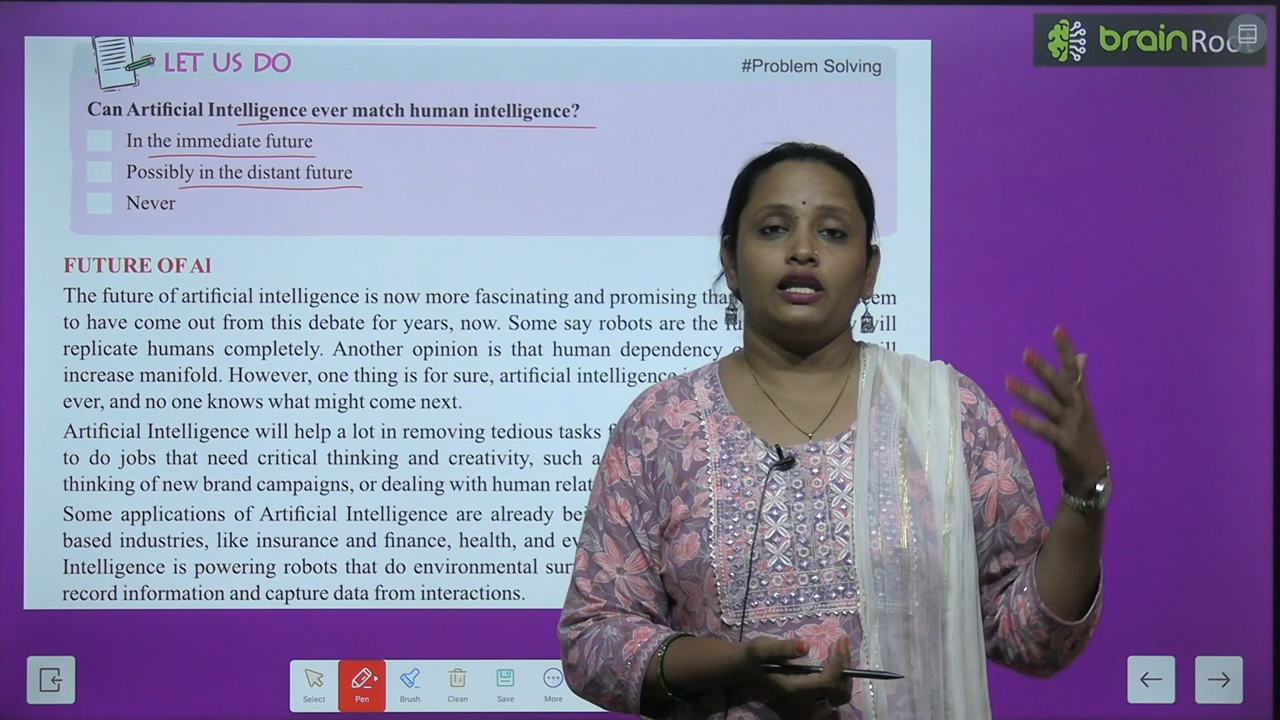 LET US DO
#Problem Solving
brain
Can Artificial Intelligence ever match human intelligence?
In the immediate future
Possibly in the distant future
Never
FUTURE OF Al
The future of artificial intelligence is now more fascinating and promising
to have come out from this debate for years, now. Some say robots are the
replicate humans completely. Another opinion is that human dependency
increase manifold. However, one thing is for sure, artificial intelligence
ever, and no one knows what might come next.
Artificial Intelligence will help a lot in removing tedious tasks
to do jobs that need critical thinking and creativity, such
thinking of new brand campaigns, or dealing with human
Some applications of Artificial Intelligence are already
based industries, like insurance and finance, health, and
Intelligence is powering robots that do environmental
record information and capture data from interactions.
Select
Pen
Brush
Clean
Save
More